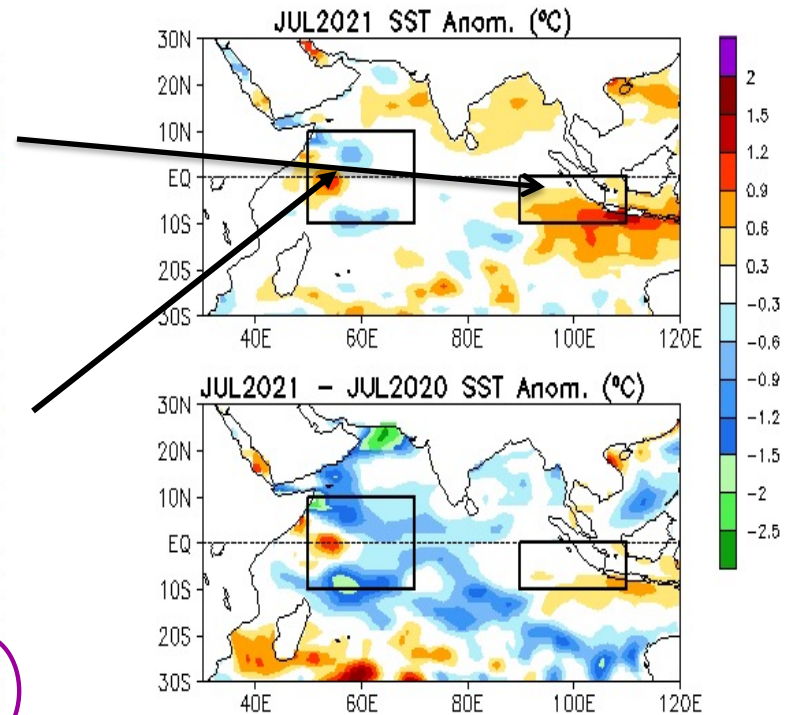 JUL2021 SST Anom. (ºC)
30N
20N
10N
EQ
10S
20S
30S
40E 60E 80E 100E 120E
2
1.5
1.2
0.9
0.6
0.3
-0.3
-0.6
-0.9
-1.2
-1.5
-2
-2.5
JUL2021 - JUL2020 SST Anom. (ºC)
30N
20N
10N
EQ
10S
20S
30S
40E 60E 80E 100E 120E